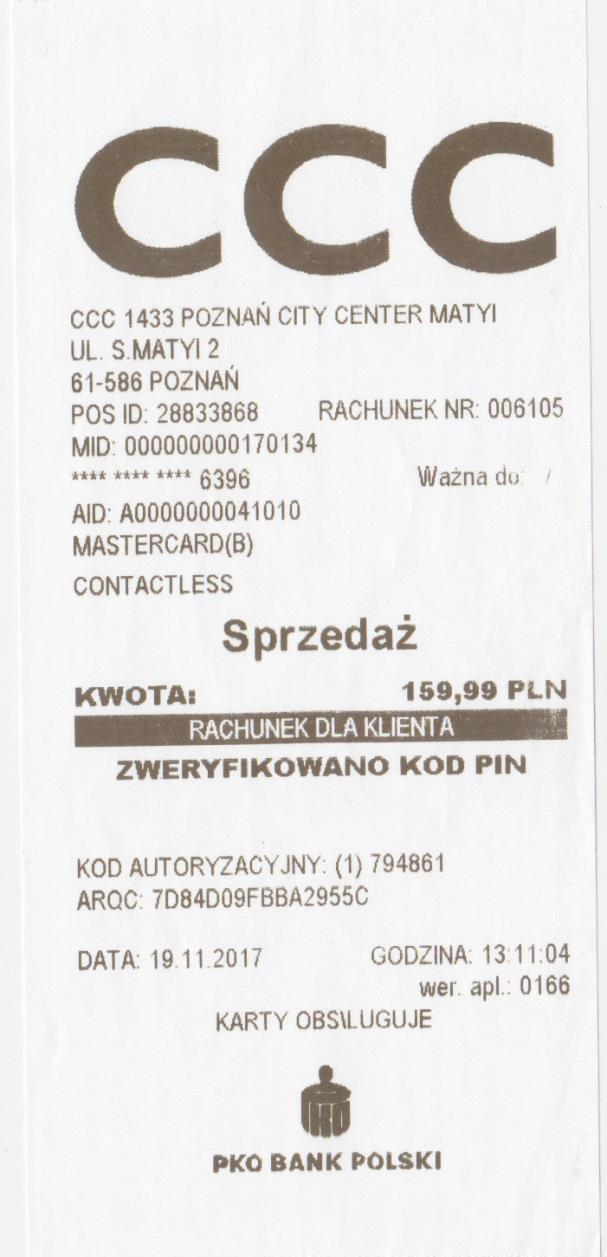 CCC
CCC 1433 POZNAŃ CITY CENTER MATYI
UL. S.MATYI 2
61-586 POZNAŃ
POS ID: 28833868 RACHUNEK NR: 006105
MID: 000000000170134
**** **** **** 6396 Ważna do: /
AID: A0000000041010
MASTERCARD(B)
CONTACTLESS
Sprzedaż
KWOTA: 159,99 PLN
RACHUNEK DLA KLIENTA
ZWERYFIKOWANO KOD PIN
KOD AUTORYZACYJNY: (1) 794861
ARQC: 7D84D09FBBA2955C
DATA: 19.11.2017 GODZINA: 13:11:04
wer. apl.: 0166
KARTY OBS\LUGUJE
PKO
PKO BANK POLSKI